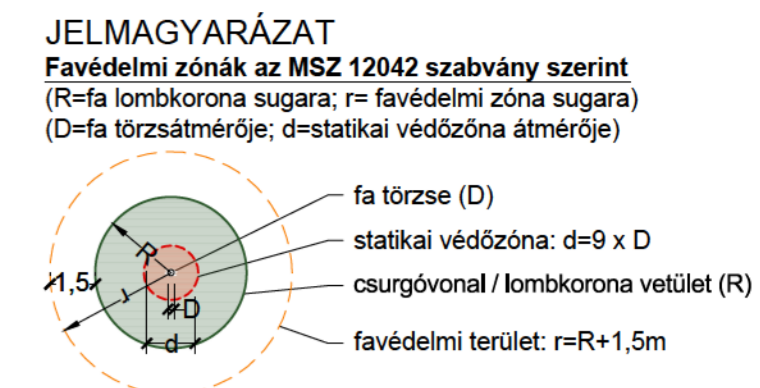 JELMAGYARÁZAT
Favédelmi zónák az MSZ 12042 szabvány szerint
(R=fa lombkorona sugara; r= favédelmi zóna sugara)
(D=fa törzsátmérője; d=statikai védőzőna átmérője)
fa törzse (D)
statikai védőzóna: d=9 x D
csurgóvonal / lombkorona vetület (R)
favédelmi terület: r=R+1,5m
R
1,5
r
D
d